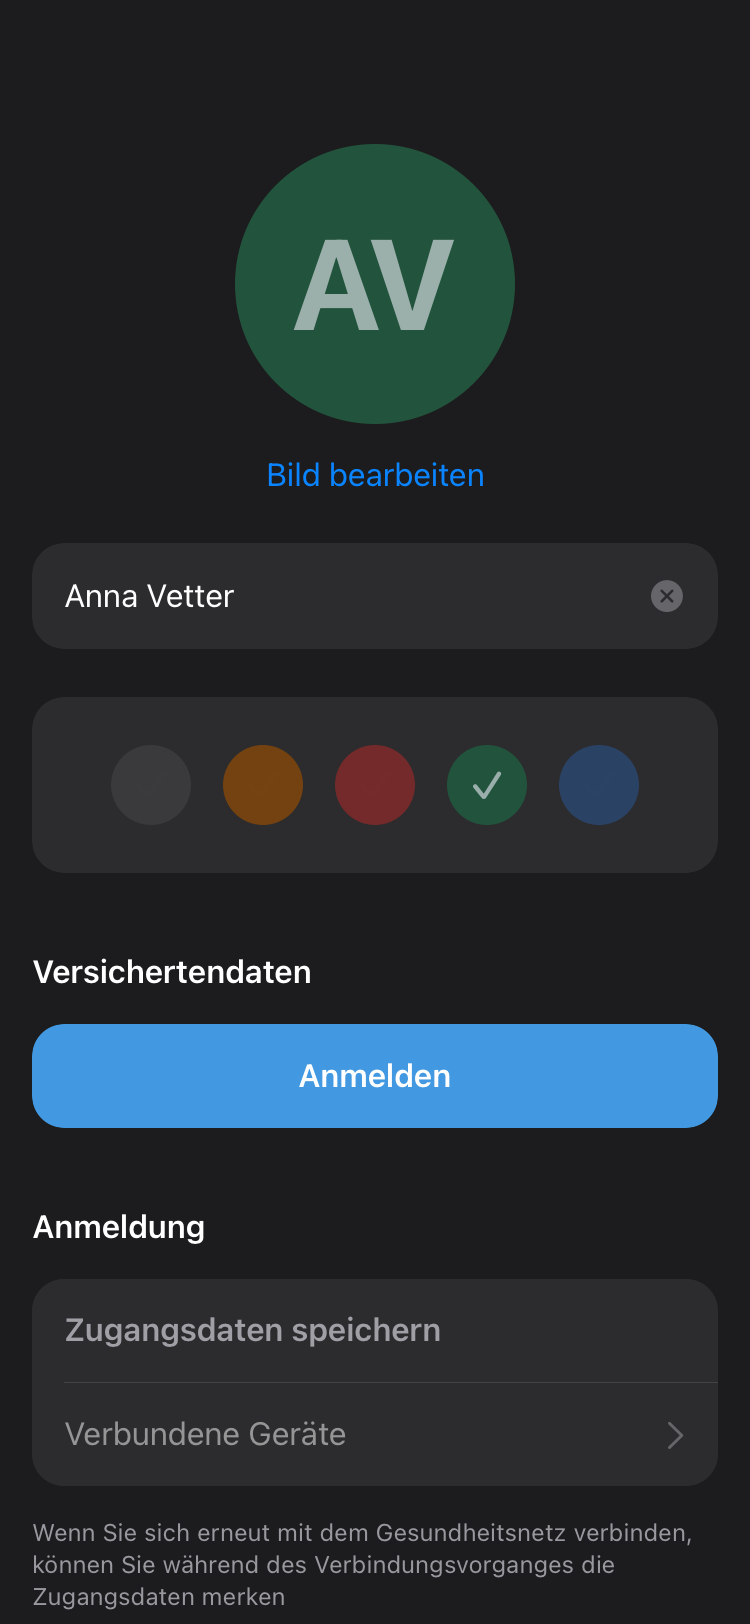 AV
Bild bearbeiten
Anna Vetter
Versichertendaten
Anmelden
Anmeldung
Zugangsdaten speichern
Verbundene Geräte
Wenn Sie sich erneut mit dem Gesundheitsnetz verbinden,
können Sie während des Verbindungsvorganges die
Zugangsdaten merken